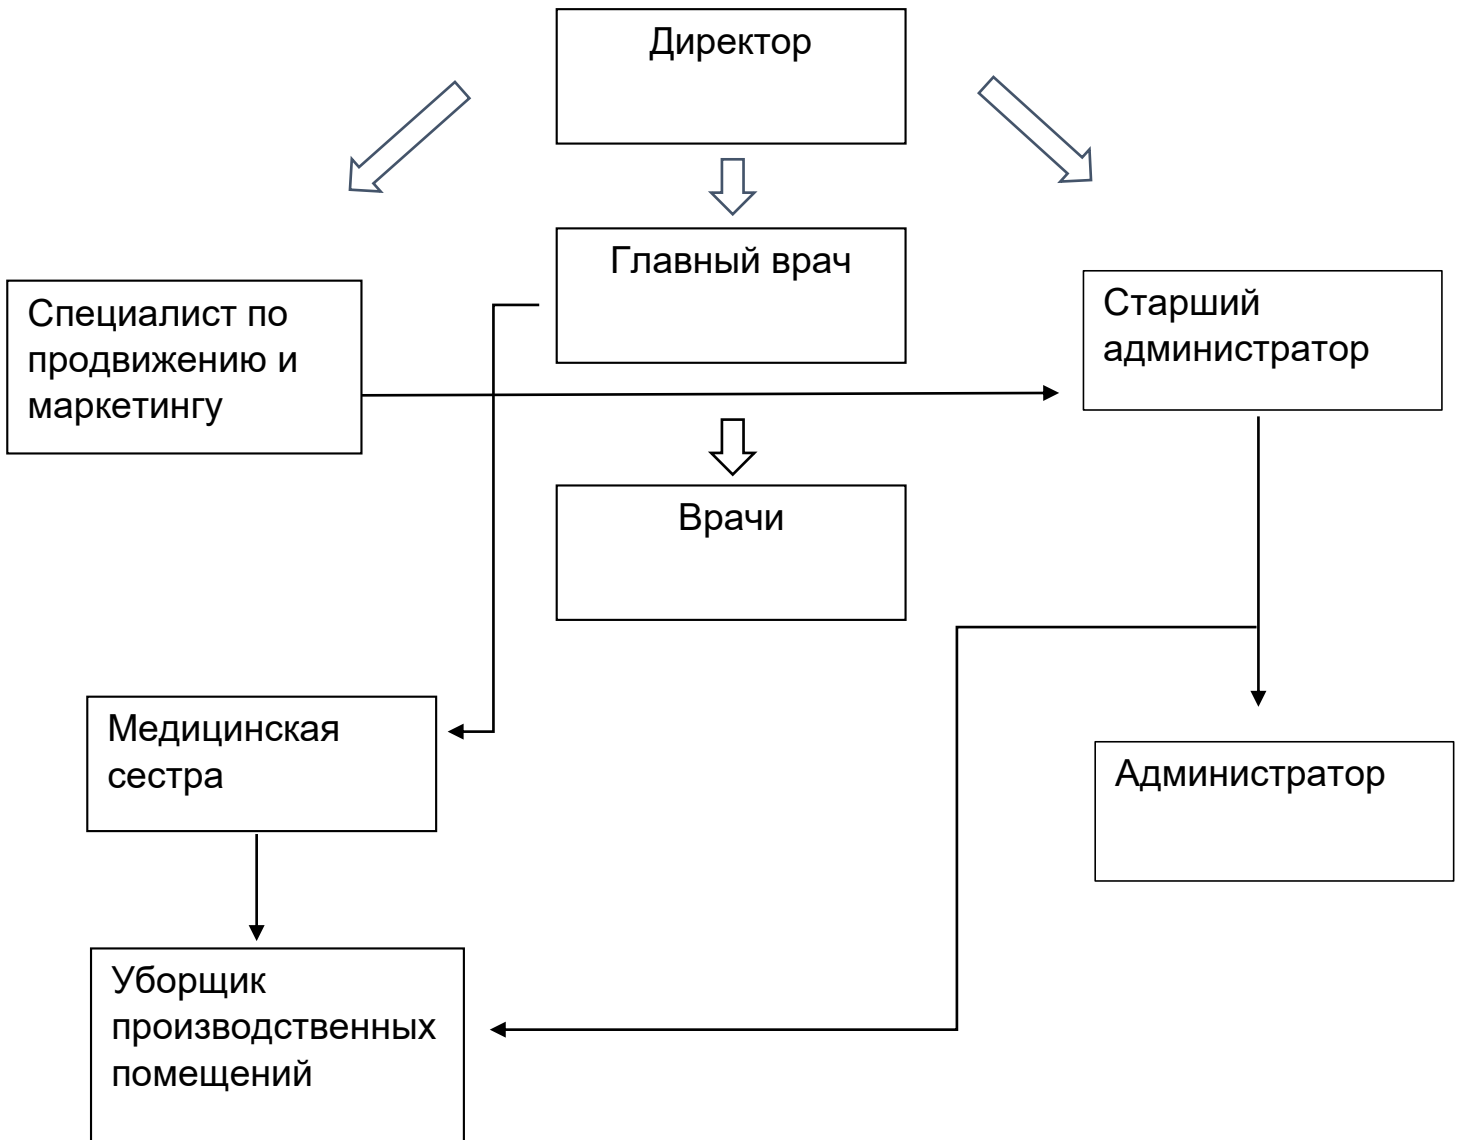 Директор
Главный врач
Специалист по
продвижению и
маркетингу
Старший
администратор
Врачи
Медицинская
сестра
Администратор
Уборщик
производственных
помещений